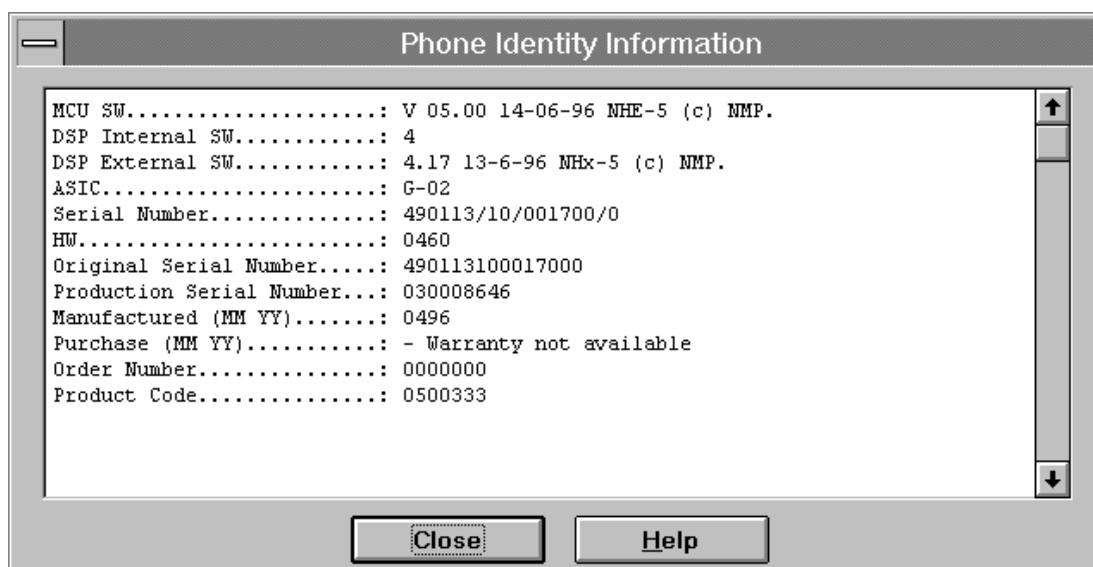 Phone Identity Information
MCU SW.....................: V 05.00 14-06-96 NHE-5 (c) NMP.
DSP Internal SW............: 4
DSP External SW............: 4.17 13-6-96 NHx-5 (c) NMP.
ASIC.......................: G-02
Serial Number..............: 490113/10/001700/0
HW.........................: 0460
Original Serial Number.....: 490113100017000
Production Serial Number...: 030008646
Manufactured (MM YY).......: 0496
Purchase (MM YY)...........: - Warranty not available
Order Number...............: 0000000
Product Code...............: 0500333
Close Help